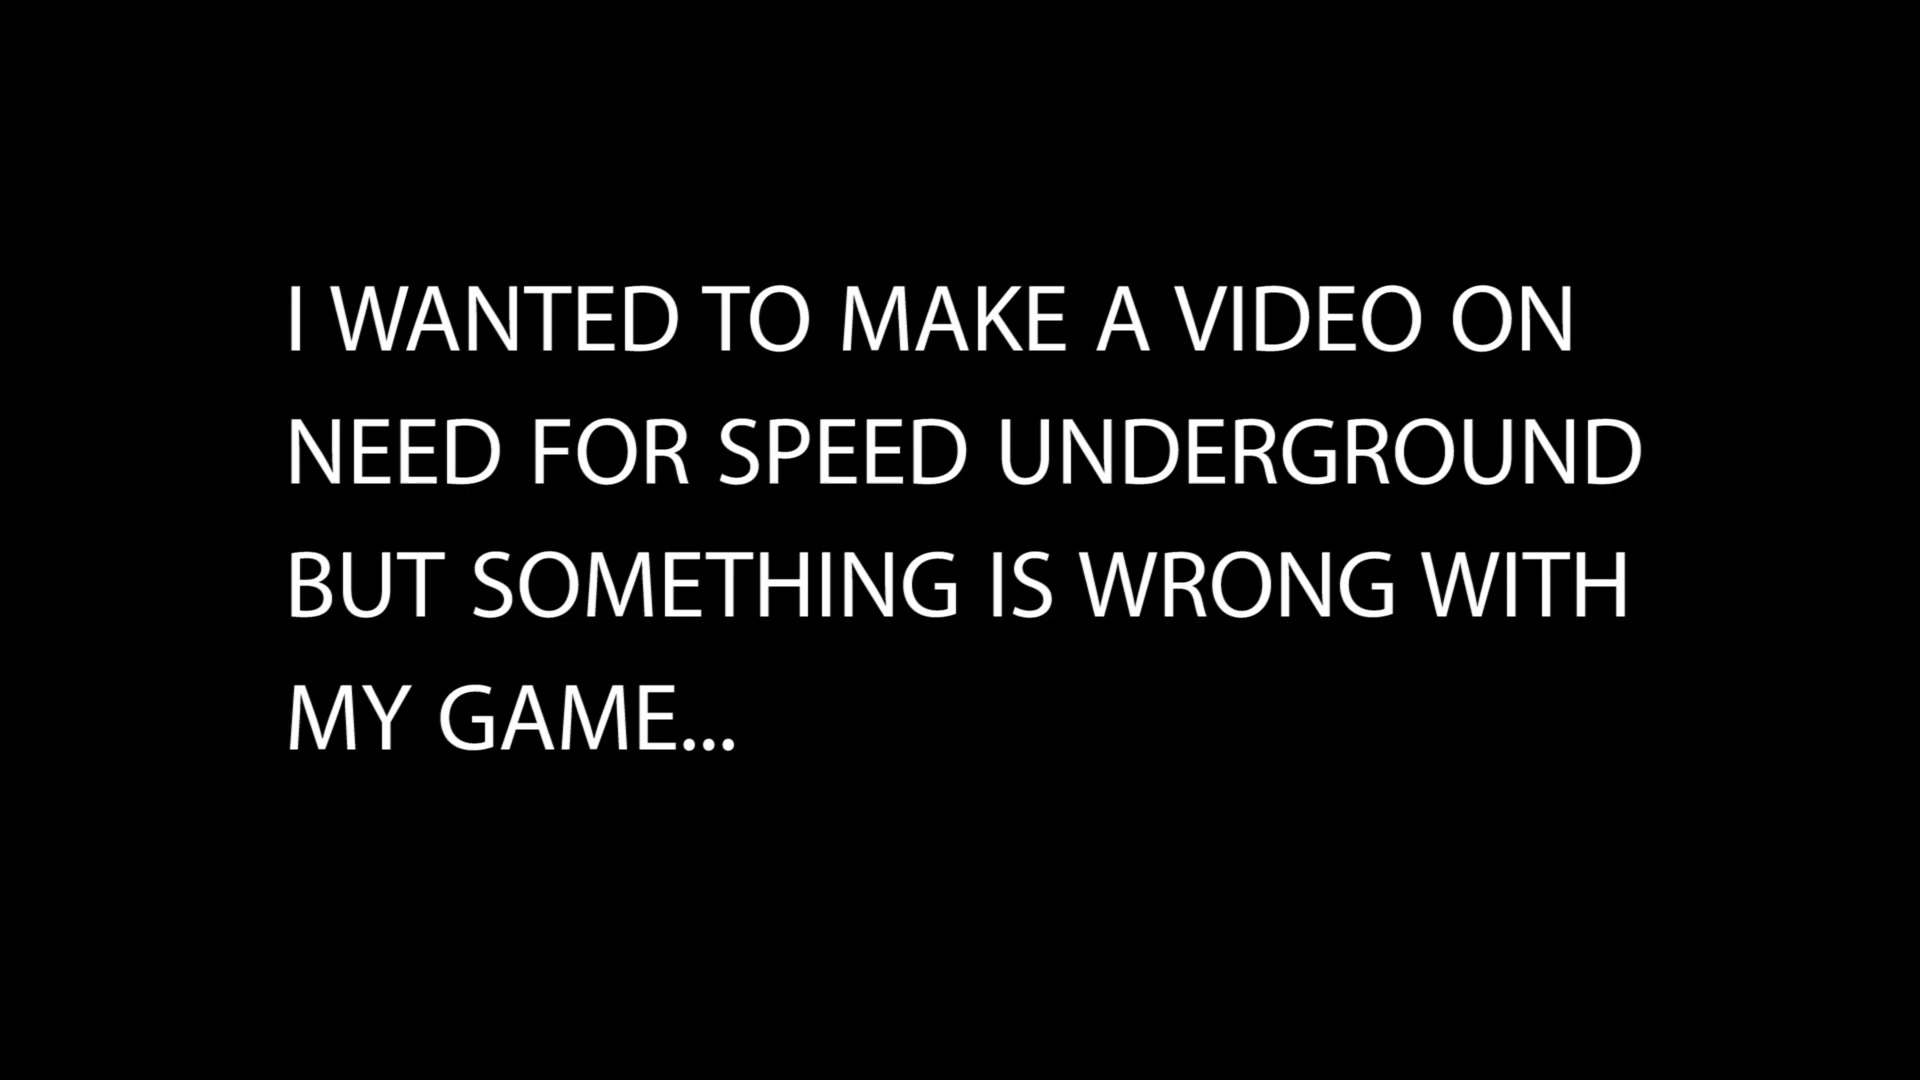 I WANTED TO MAKE A VIDEO ON
NEED FOR SPEED UNDERGROUND
BUT SOMETHING IS WRONG WITH
MY GAME...